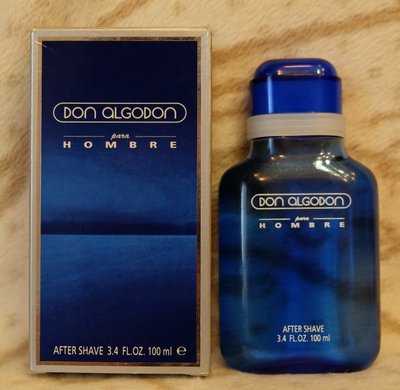 DON ALGODON
para
HOMBRE
AFTER SHAVE 3.4 FL.OZ. 100 ml ℮
DON ALGODON
para
HOMBRE
AFTER SHAVE
3.4 FL.OZ. 100 ml